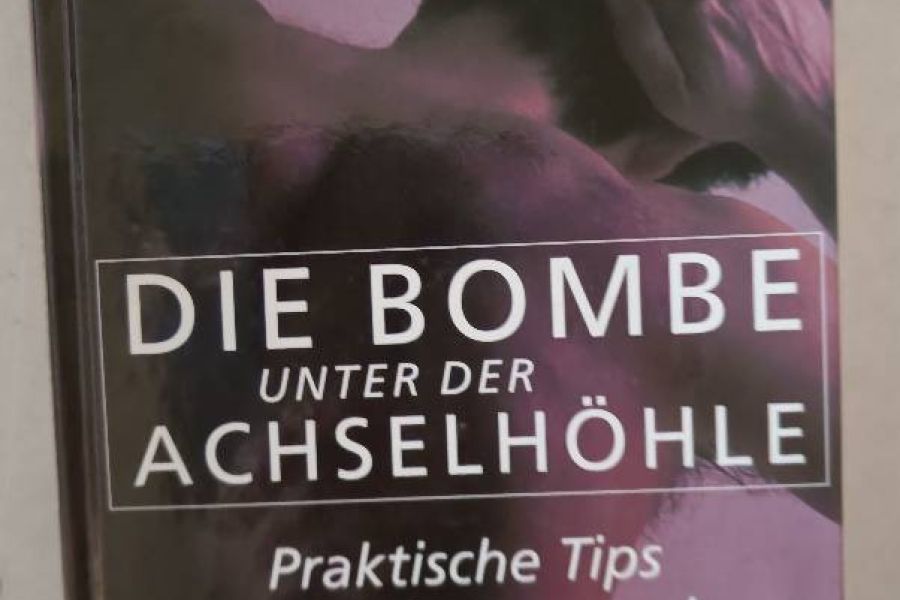 DIE BOMBE
UNTER DER
ACHSELHÖHLE
Praktische Tips